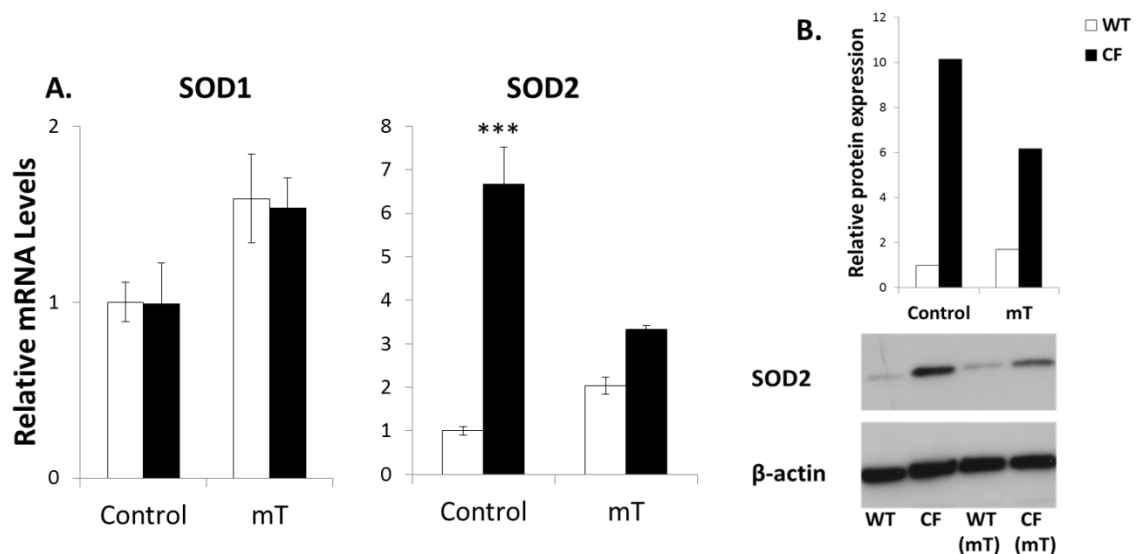 A.
SOD1
SOD2
Relative mRNA Levels
2
1
0
Control
mT
***
8
7
6
5
4
3
2
1
0
Control
mT
B.
WT
CF
Relative protein expression
12
10
8
6
4
2
0
Control
mT
SOD2
β-actin
WT
CF
WT
(mT)
CF
(mT)